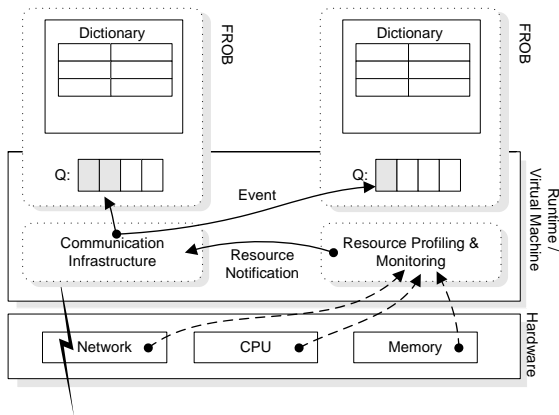 Dictionary
FROB
Dictionary
FROB
Q:
Q:
Event
Runtime /
Virtual Machine
Communication
Infrastructure
Resource
Notification
Resource Profiling &
Monitoring
Network
CPU
Memory
Hardware